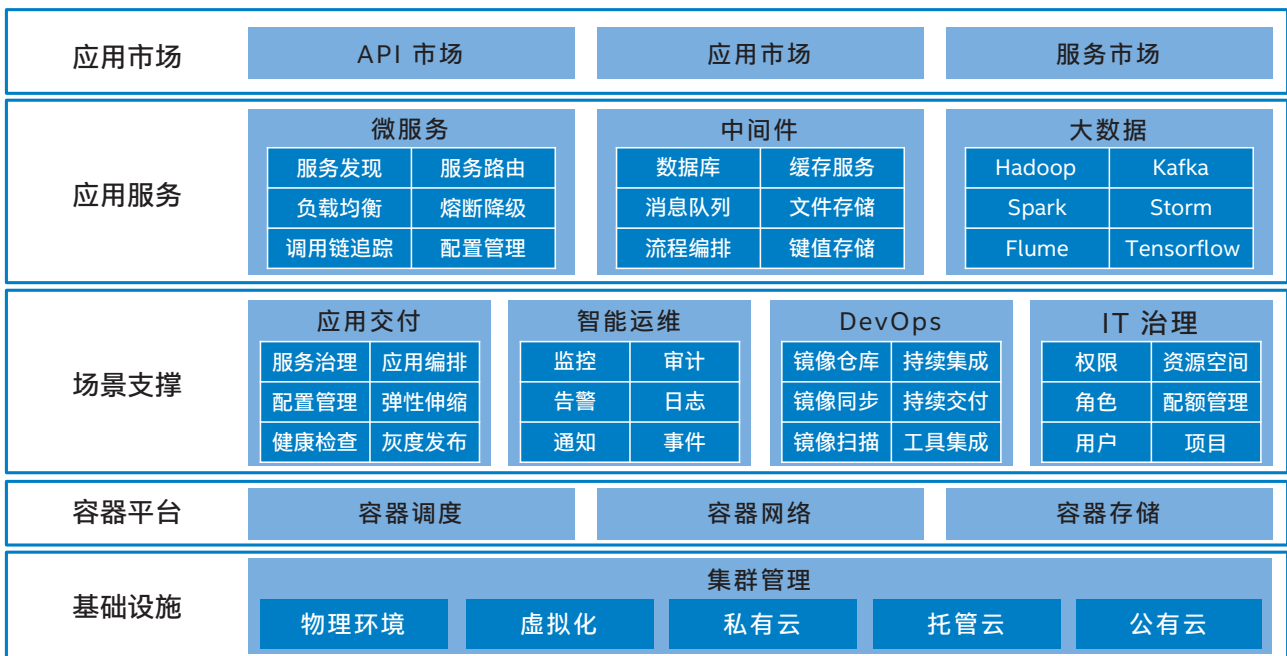 应用市场
API 市场
应用市场
服务市场
应用服务
微服务
服务发现 服务路由
负载均衡 熔断降级
调用链追踪 配置管理
中间件
数据库 缓存服务
消息队列 文件存储
流程编排 键值存储
大数据
Hadoop Kafka
Spark Storm
Flume Tensorflow
场景支撑
应用交付
服务治理 应用编排
配置管理 弹性伸缩
健康检查 灰度发布
智能运维
监控 审计
告警 日志
通知 事件
DevOps
镜像仓库 持续集成
镜像同步 持续交付
镜像扫描 工具集成
IT 治理
权限 资源空间
角色 配额管理
用户 项目
容器平台
容器调度
容器网络
容器存储
基础设施
集群管理
物理环境
虚拟化
私有云
托管云
公有云